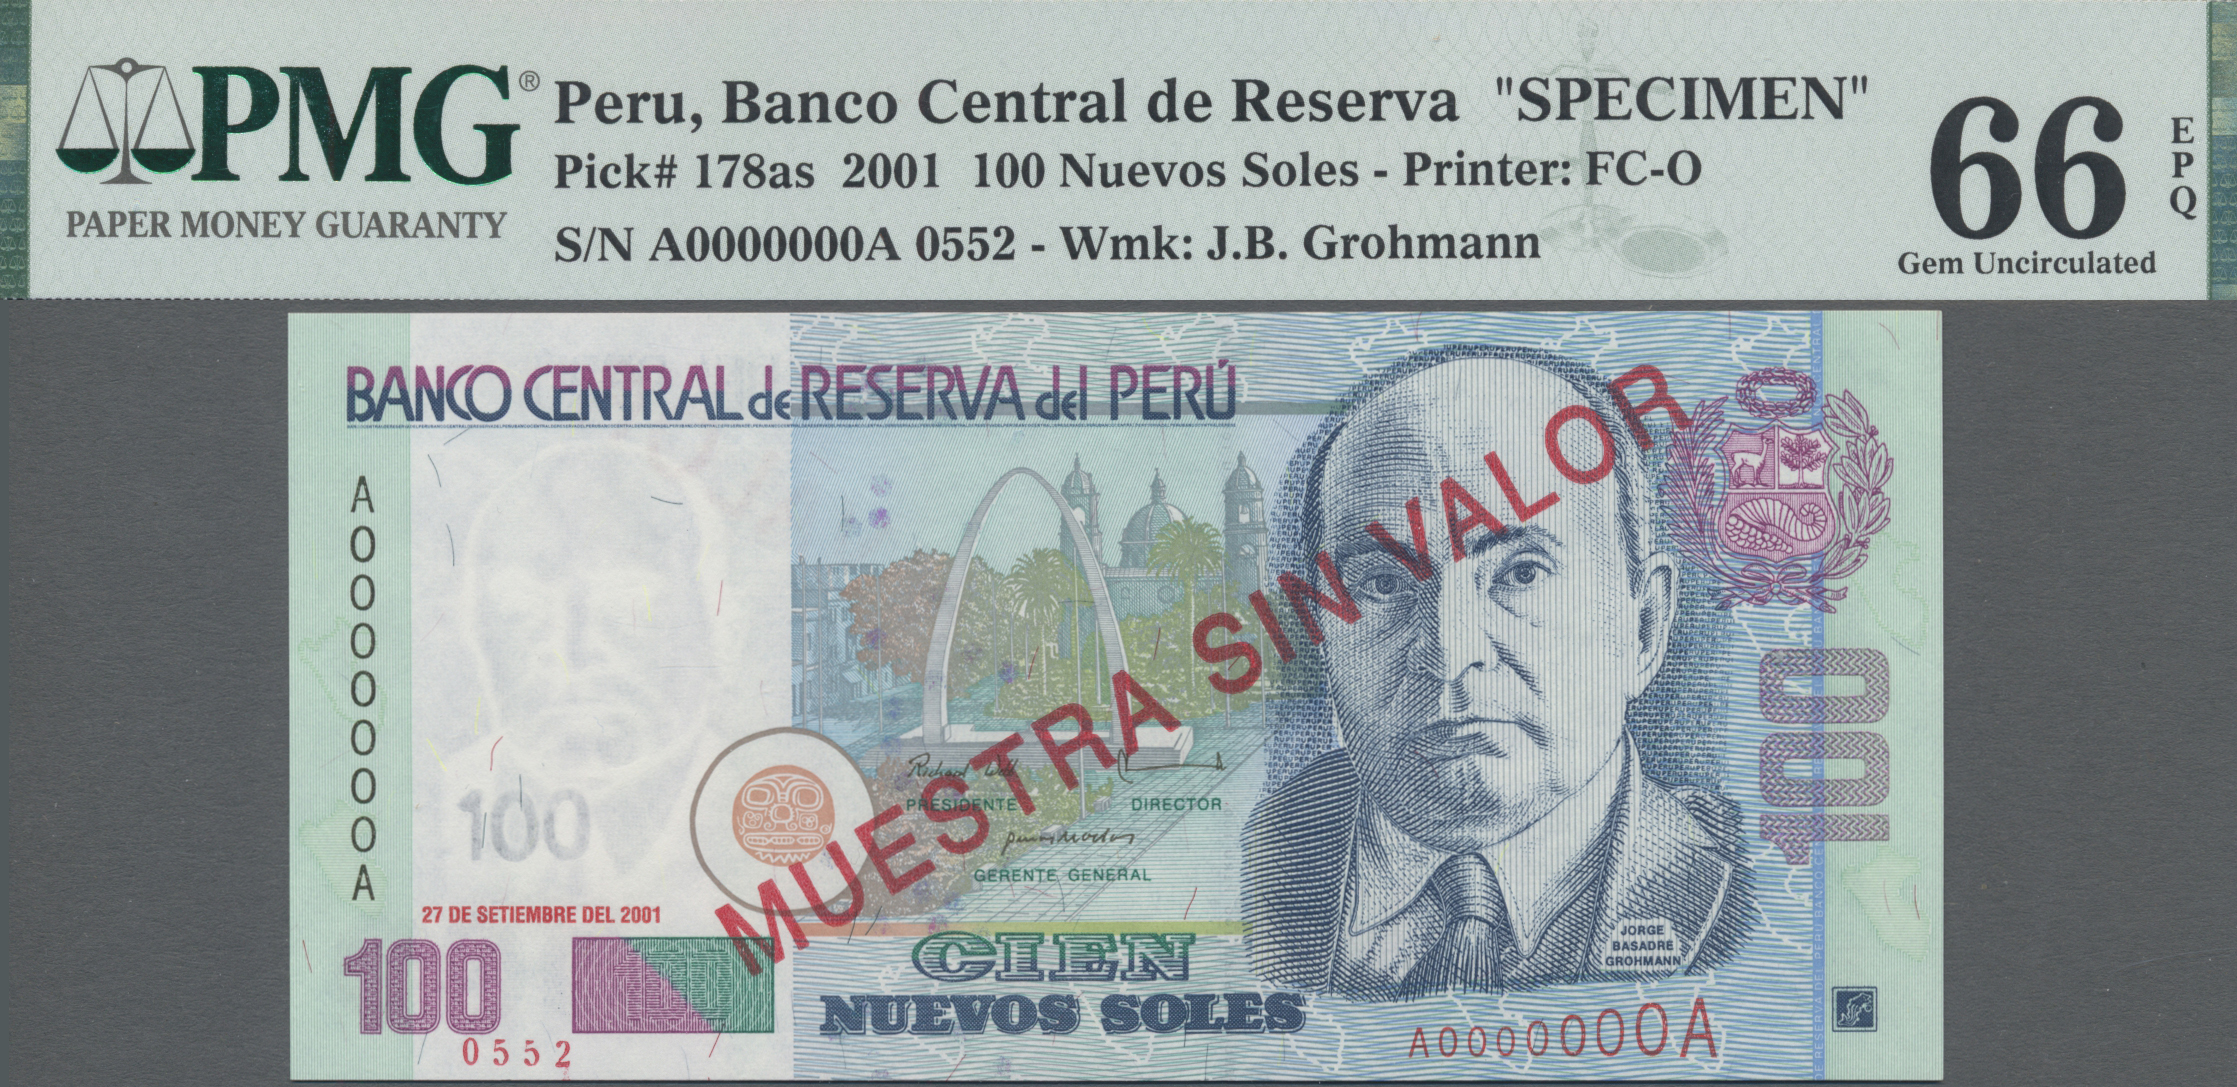 PMG®
PAPER MONEY GUARANTY
Peru, Banco Central de Reserva "SPECIMEN"
Pick# 178as 2001 100 Nuevos Soles - Printer: FC-O
S/N A0000000A 0552 - Wmk: J.B. Grohmann
66
EPQ
Gem Uncirculated
BANCO CENTRAL de RESERVA del PERÚ
A0000000A
100
MUESTRA SIN VALOR
PRESIDENTE
DIRECTOR
GERENTE GENERAL
27 DE SETIEMBRE DEL 2001
100
100
JORGE
BASADRE
GROHMANN
CIEN
NUEVOS SOLES
0552
A0000000A